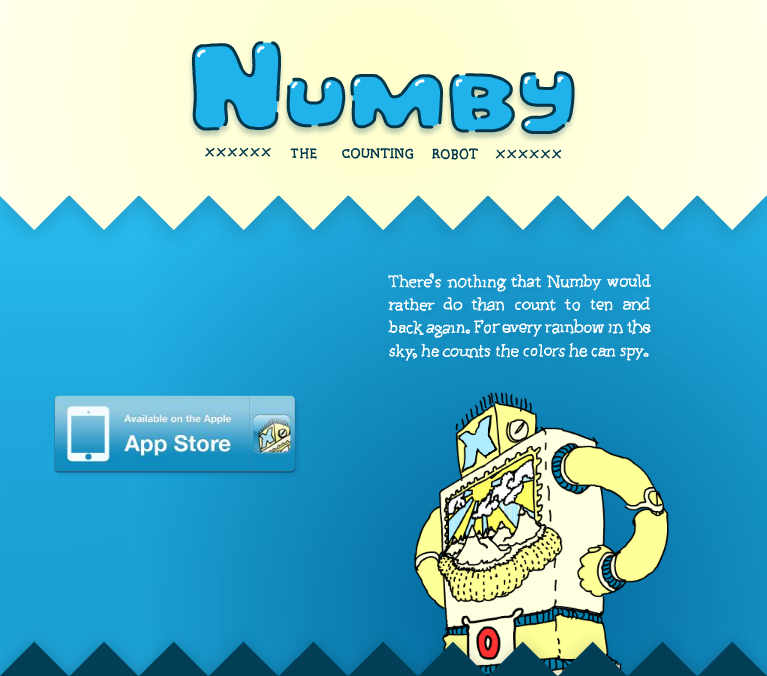 NUMBY
xxxxxx THE COUNTING ROBOT xxxxxx
There's nothing that Numby would
rather do than count to ten and
back again. For every rainbow in the
sky, he counts the colors he can spy.
Available on the Apple
App Store
0